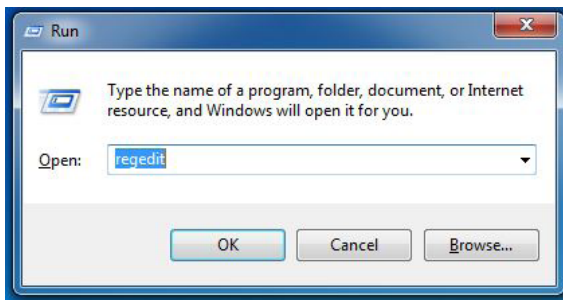 Run
Type the name of a program, folder, document, or Internet
resource, and Windows will open it for you.
Open: regedit
OK Cancel Browse...